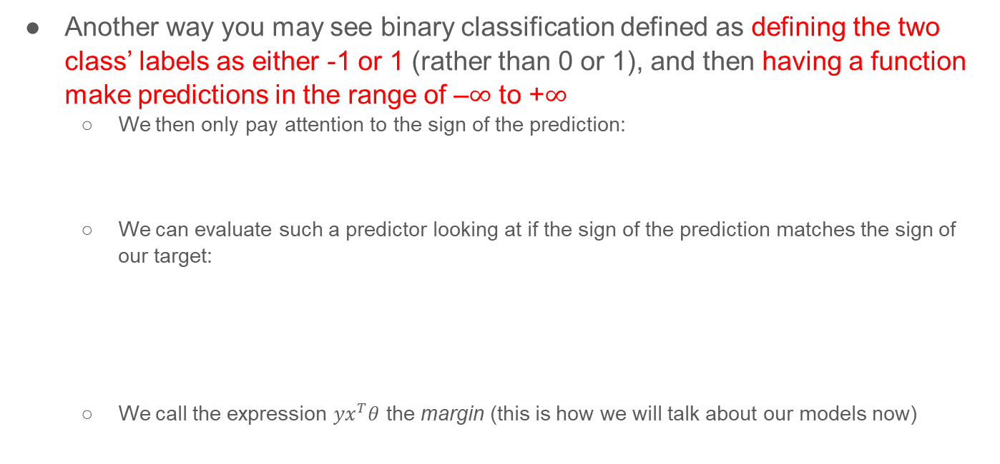 ● Another way you may see binary classification defined as defining the two
class’ labels as either -1 or 1 (rather than 0 or 1), and then having a function
make predictions in the range of –∞ to +∞
○ We then only pay attention to the sign of the prediction:
○ We can evaluate such a predictor looking at if the sign of the prediction matches the sign of
our target:
○ We call the expression 𝑦𝑥ᵀ𝜃 the margin (this is how we will talk about our models now)